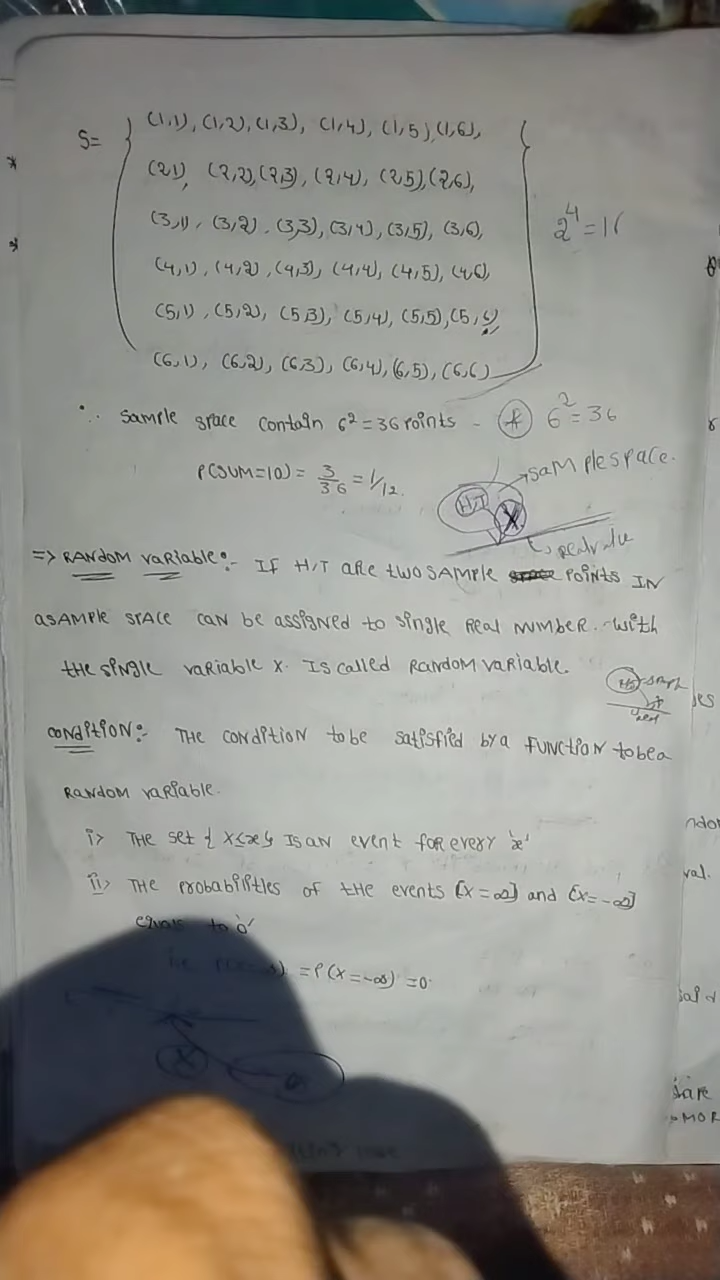 S= { (1,1), (1,2), (1,3), (1,4), (1,5), (1,6),
(2,1), (2,2), (2,3), (2,4), (2,5), (2,6),
(3,1), (3,2), (3,3), (3,4), (3,5), (3,6), 2^4=16
(4,1), (4,2), (4,3), (4,4), (4,5), (4,6),
(5,1), (5,2), (5,3), (5,4), (5,5), (5,6),
(6,1), (6,2), (6,3), (6,4), (6,5), (6,6) }
∴ Sample space contain 6²=36 points - * 6²=36
P(SUM=10) = 3/36 = 1/12.
H,T
sample space.
X
=> RANDOM variable:- IF H,T ARE TWO SAMPLE POINTS IN
A SAMPLE SPACE CAN be assigned to single Real NUMBER. with
the single variable X. Is called Random variable.
condition:- THE CONDITION to be satisfied by a FUNCTION to be a
Random variable.
i> THE set { X≤x} IS AN event FOR every 'x'
ii> THE probabilities of the events [X=∞] and [X=-∞]
equals to '0'
= P(X=-∞) = 0.
X
ndom
val.